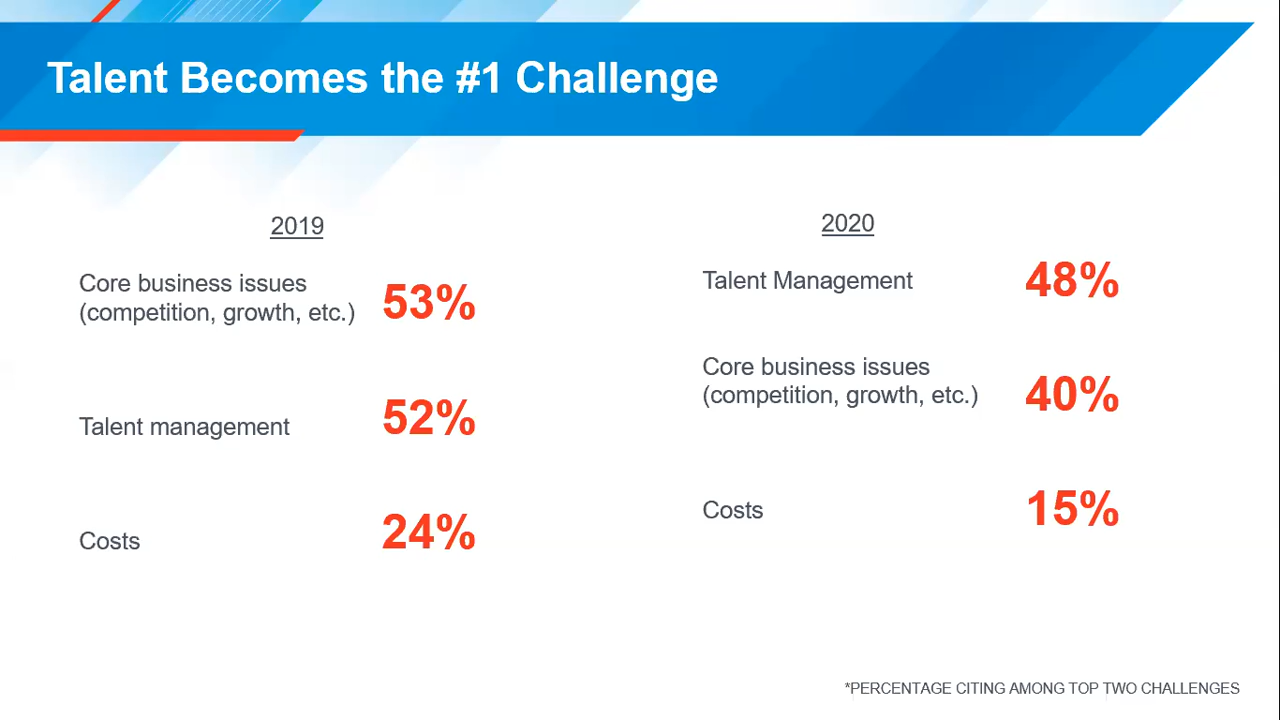 Talent Becomes the #1 Challenge
2019
Core business issues
(competition, growth, etc.)
53%
Talent management
52%
Costs
24%
2020
Talent Management
48%
Core business issues
(competition, growth, etc.)
40%
Costs
15%
*PERCENTAGE CITING AMONG TOP TWO CHALLENGES